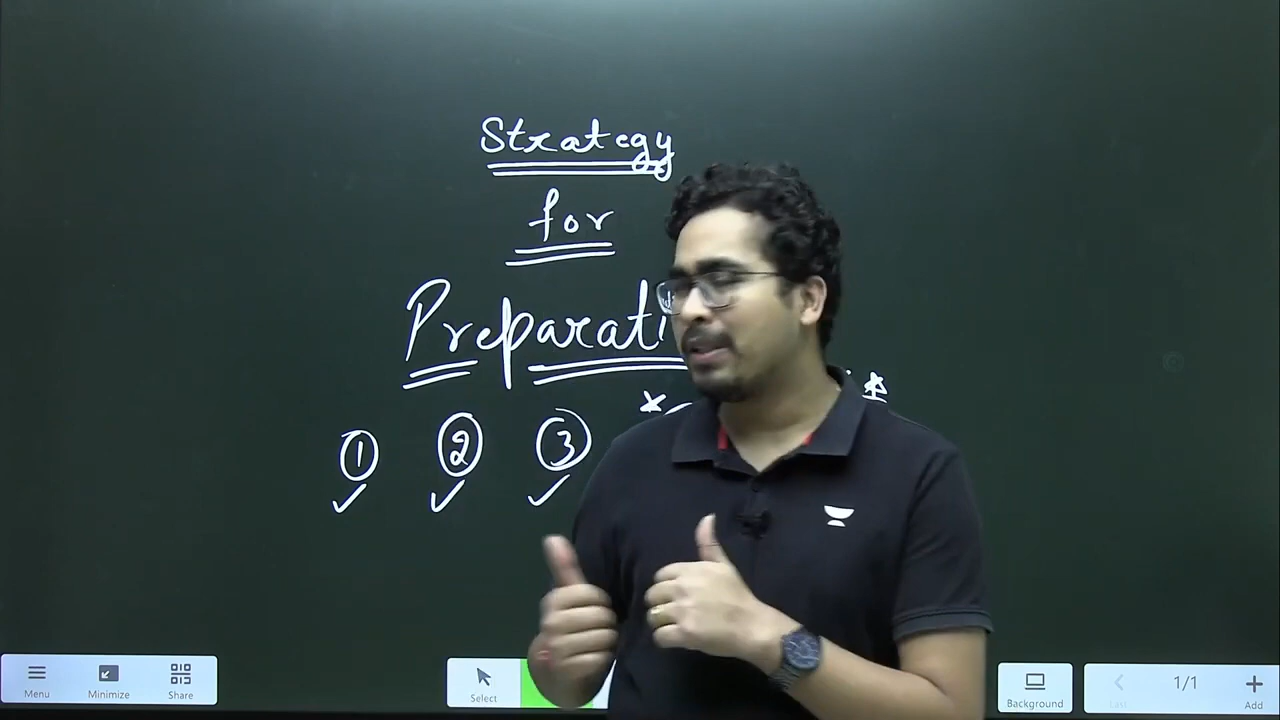 Strategy
for
Preparati
* *
① ② ③
Menu Minimize Share Select Background 1/1 Add